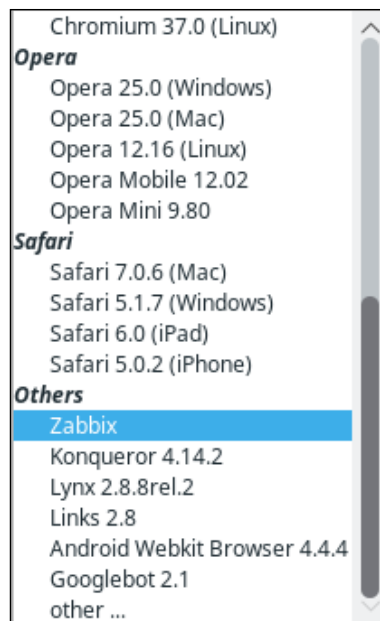 Chromium 37.0 (Linux)
Opera
Opera 25.0 (Windows)
Opera 25.0 (Mac)
Opera 12.16 (Linux)
Opera Mobile 12.02
Opera Mini 9.80
Safari
Safari 7.0.6 (Mac)
Safari 5.1.7 (Windows)
Safari 6.0 (iPad)
Safari 5.0.2 (iPhone)
Others
Zabbix
Konqueror 4.14.2
Lynx 2.8.8rel.2
Links 2.8
Android Webkit Browser 4.4.4
Googlebot 2.1
other ...